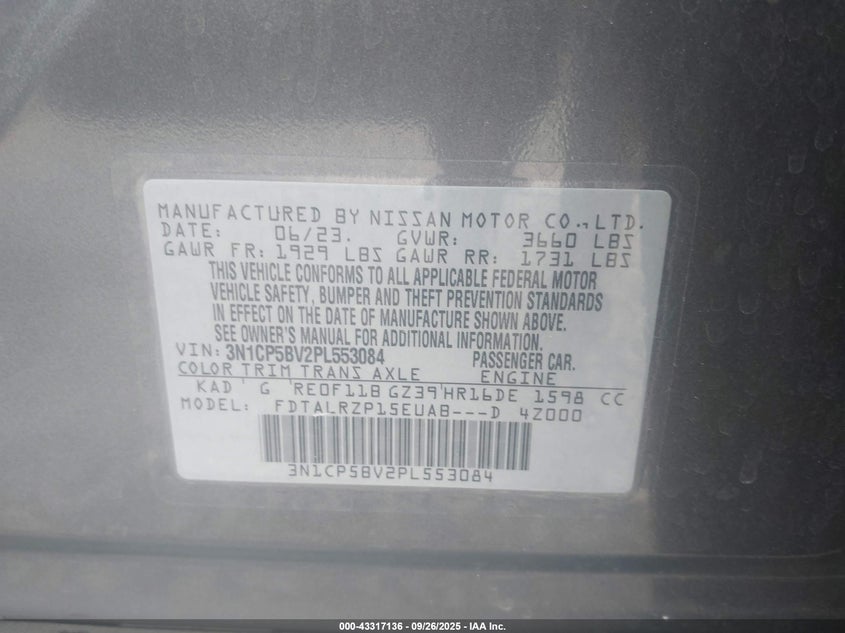 MANUFACTURED BY NISSAN MOTOR CO., LTD.
DATE: 06/23. GVWR: 3660 LBS
GAWR FR: 1929 LBS GAWR RR: 1731 LBS
THIS VEHICLE CONFORMS TO ALL APPLICABLE FEDERAL MOTOR
VEHICLE SAFETY, BUMPER AND THEFT PREVENTION STANDARDS
IN EFFECT ON THE DATE OF MANUFACTURE SHOWN ABOVE.
SEE OWNER'S MANUAL FOR ADDITIONAL INFORMATION.
VIN: 3N1CP5BV2PL553084 PASSENGER CAR.
COLOR TRIM TRANS AXLE ENGINE
KAD G RE0F11B GZ39 HR16DE 1598 CC
MODEL: FDTALRZP15EUAB---D 4Z000
3N1CP5BV2PL553084
000-43317136 - 09/26/2025 - IAA Inc.